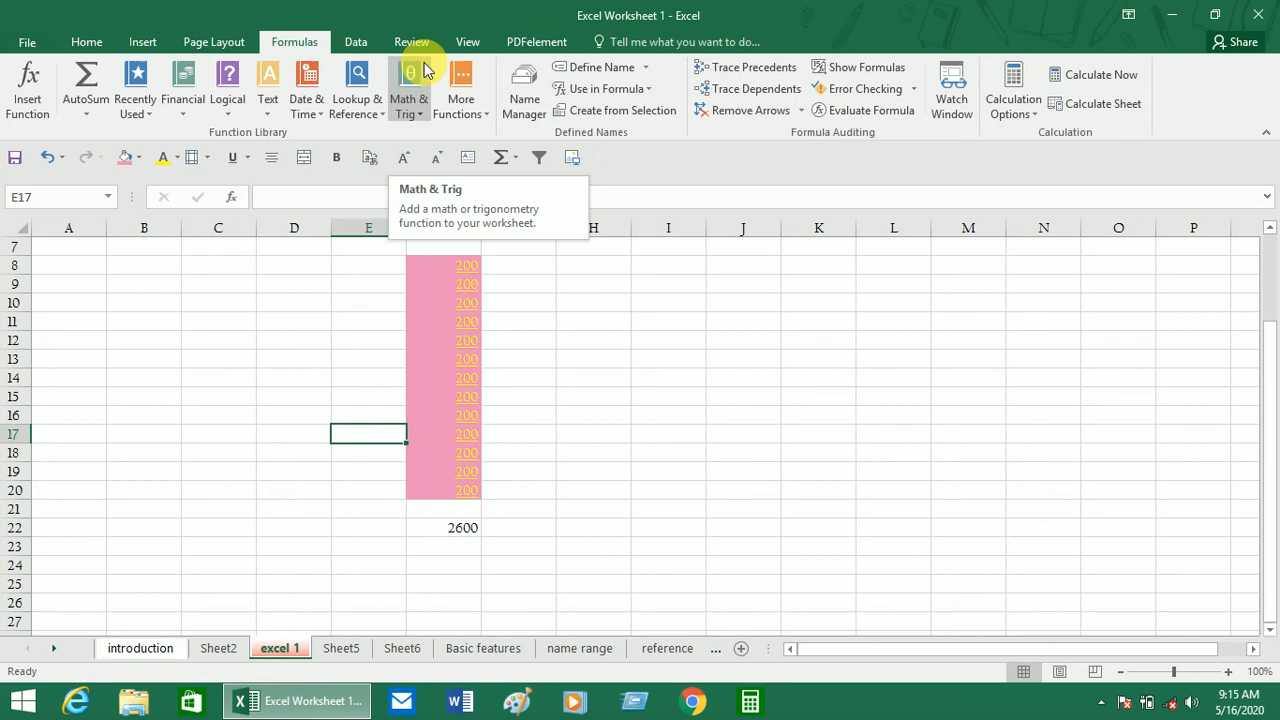 Excel Worksheet 1 - Excel
File Home Insert Page Layout Formulas Data Review View PDFelement Tell me what you want to do... Share
Insert Function
AutoSum
Recently Used
Financial
Logical
Text
Date & Time
Lookup & Reference
Math & Trig
More Functions
Function Library
Name Manager
Define Name
Use in Formula
Create from Selection
Defined Names
Trace Precedents
Trace Dependents
Remove Arrows
Show Formulas
Error Checking
Evaluate Formula
Formula Auditing
Watch Window
Calculation Options
Calculate Now
Calculate Sheet
Calculation
E17
Math & Trig
Add a math or trigonometry
function to your worksheet.
A B C D E H I J K L M N O P
7
8 200
9 200
10 200
11 200
12 200
13 200
14 200
15 200
16 200
17 200
18 200
19 200
20 200
21
22 2600
23
24
25
26
27
introduction Sheet2 excel 1 Sheet5 Sheet6 Basic features name range reference ...
Ready 100%
Excel Worksheet 1...
9:15 AM
5/16/2020